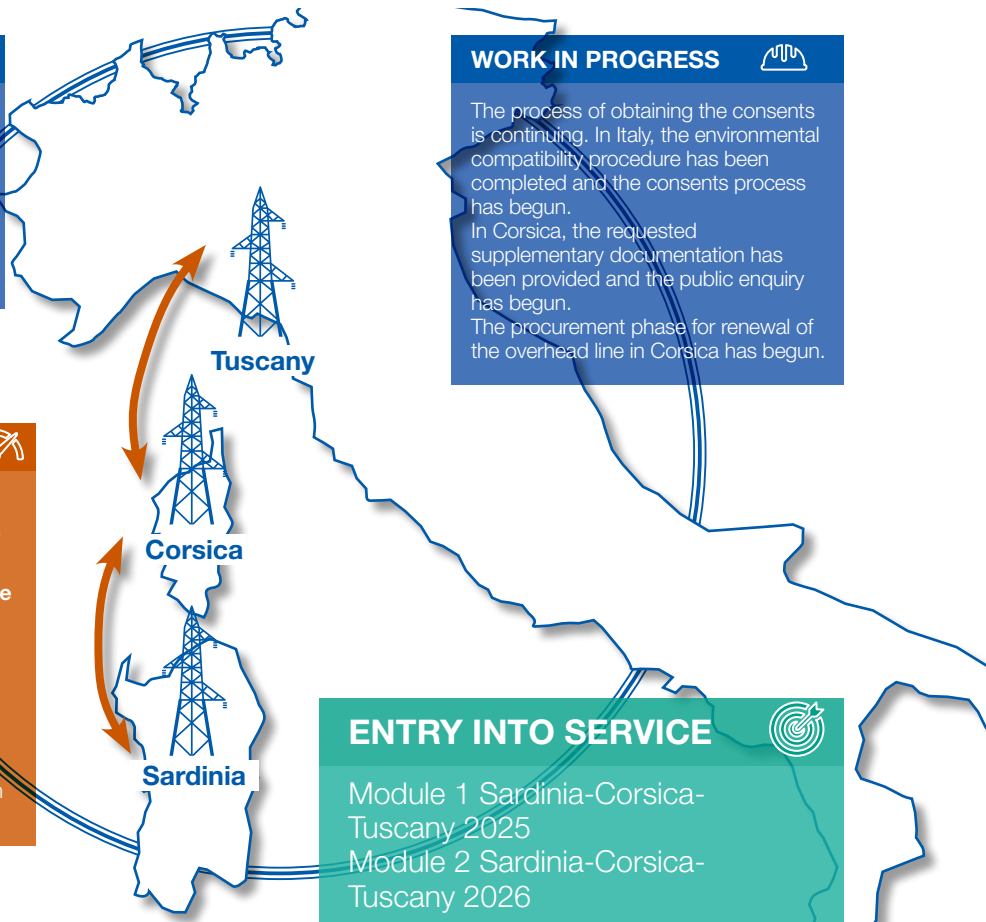 WORK IN PROGRESS
The process of obtaining the consents
is continuing. In Italy, the environmental
compatibility procedure has been
completed and the consents process
has begun.
In Corsica, the requested
supplementary documentation has
been provided and the public enquiry
has begun.
The procurement phase for renewal of
the overhead line in Corsica has begun.
Tuscany
Corsica
Sardinia
ENTRY INTO SERVICE
Module 1 Sardinia-Corsica-
Tuscany 2025
Module 2 Sardinia-Corsica-
Tuscany 2026